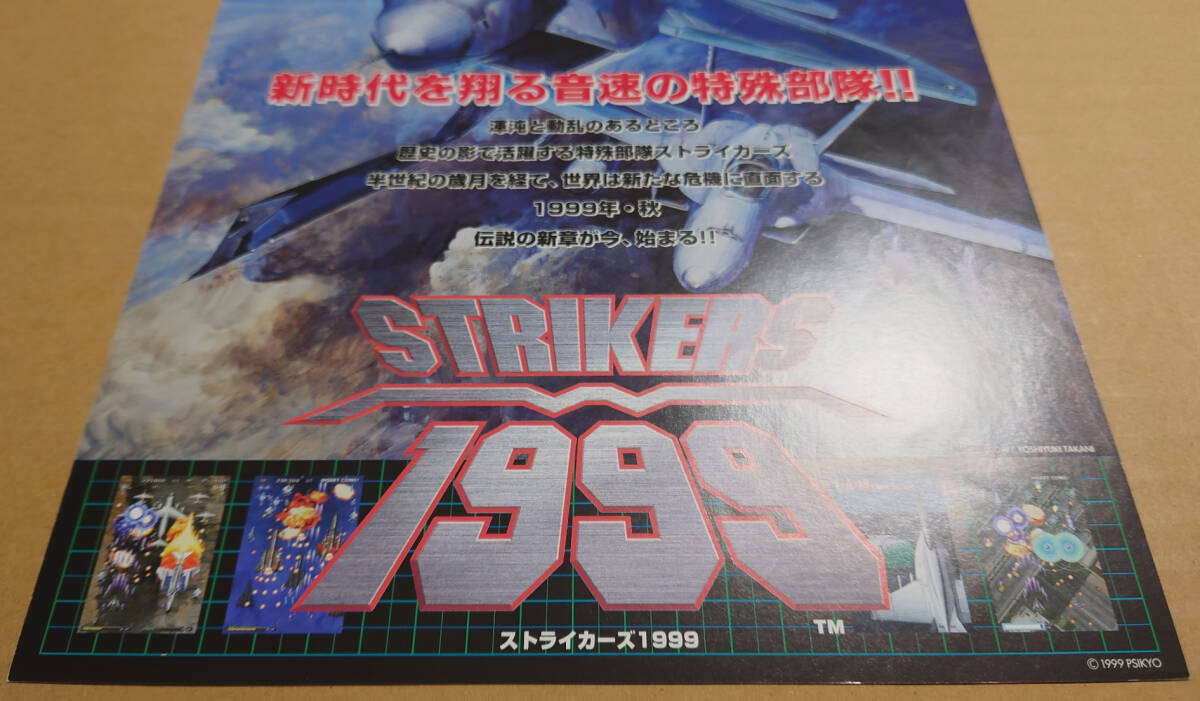 新時代を翔る音速の特殊部隊!!
渾沌と動乱のあるところ
歴史の影で活躍する特殊部隊ストライカーズ
半世紀の歳月を経て、世界は新たな危機に直面する
1999年・秋
伝説の新章が今、始まる!!
STRIKERS
1999
YOSHIYUKI TAKANI
ストライカーズ1999
TM
© 1999 PSIKYO